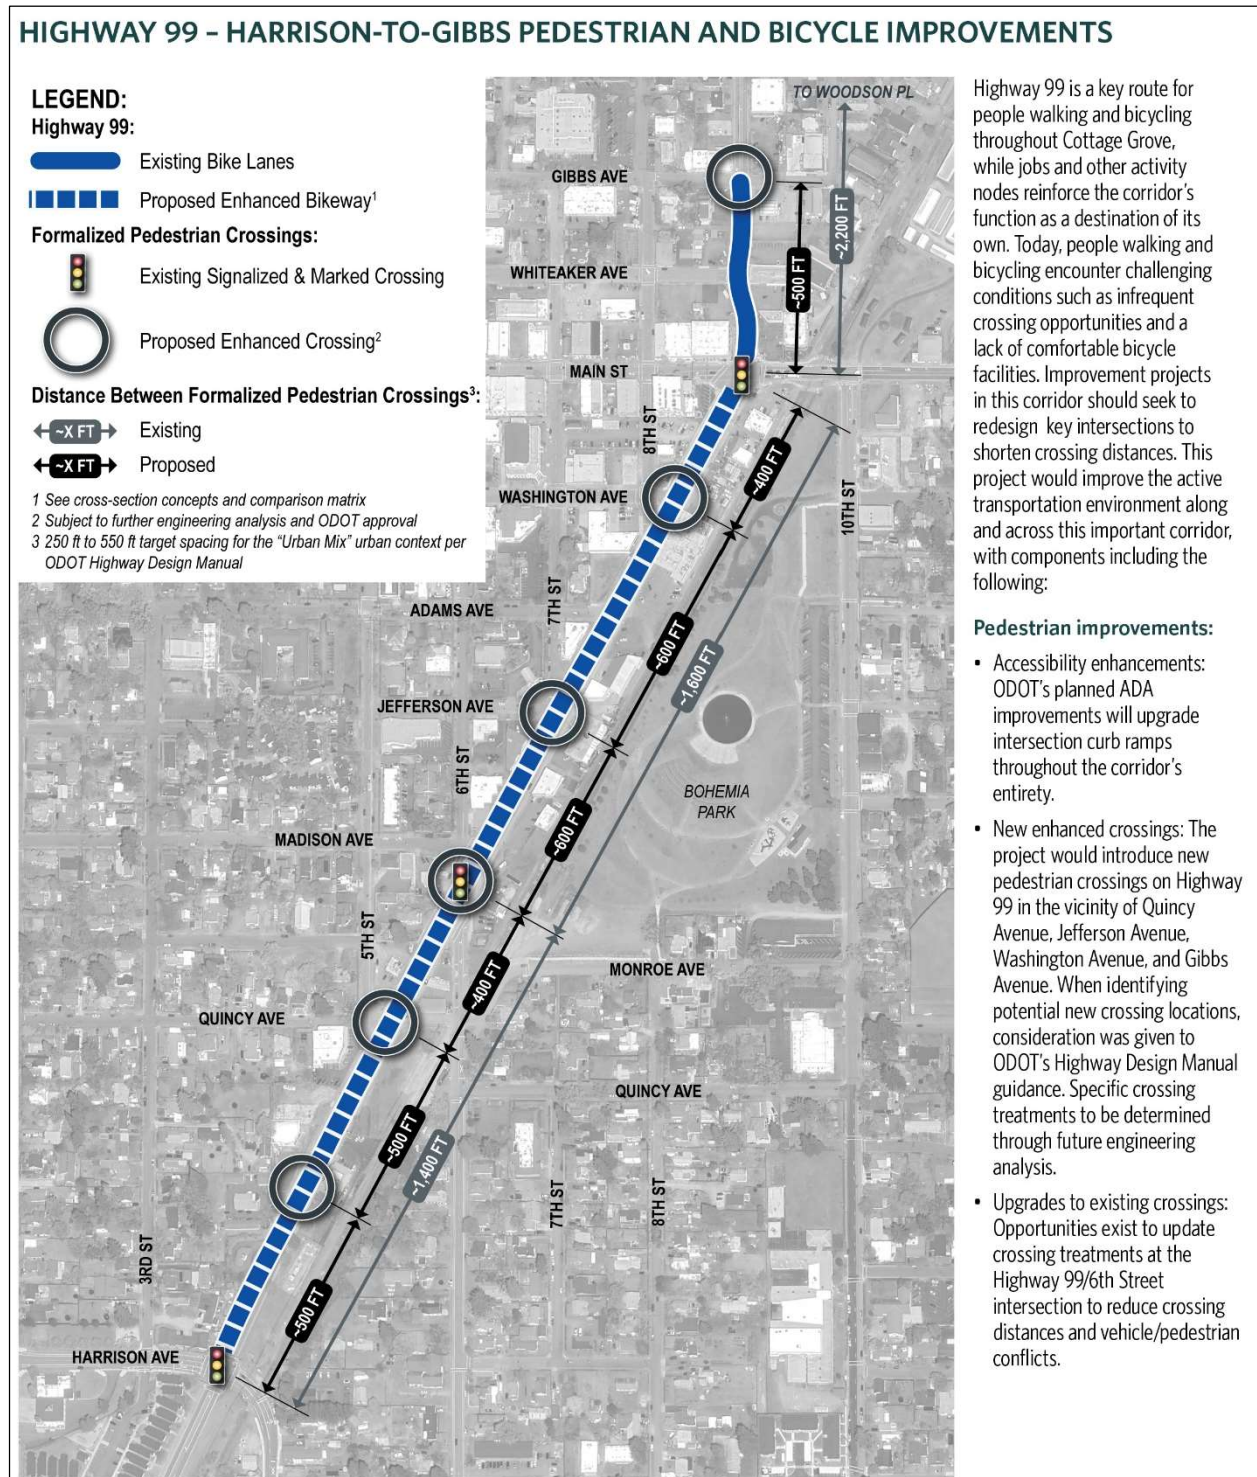 HIGHWAY 99 – HARRISON-TO-GIBBS PEDESTRIAN AND BICYCLE IMPROVEMENTS
LEGEND:
Highway 99:
Existing Bike Lanes
Proposed Enhanced Bikeway¹
Formalized Pedestrian Crossings:
Existing Signalized & Marked Crossing
Proposed Enhanced Crossing²
Distance Between Formalized Pedestrian Crossings³:
~X FT Existing
~X FT Proposed
1 See cross-section concepts and comparison matrix
2 Subject to further engineering analysis and ODOT approval
3 250 ft to 550 ft target spacing for the “Urban Mix” urban context per
ODOT Highway Design Manual
TO WOODSON PL
GIBBS AVE
~2,200 FT
WHITEAKER AVE
~500 FT
MAIN ST
8TH ST
~400 FT
WASHINGTON AVE
10TH ST
ADAMS AVE
7TH ST
~600 FT
~1,600 FT
JEFFERSON AVE
6TH ST
BOHEMIA
PARK
MADISON AVE
~600 FT
5TH ST
MONROE AVE
~400 FT
QUINCY AVE
QUINCY AVE
~500 FT
~1,400 FT
7TH ST
8TH ST
3RD ST
~500 FT
HARRISON AVE
Highway 99 is a key route for
people walking and bicycling
throughout Cottage Grove,
while jobs and other activity
nodes reinforce the corridor’s
function as a destination of its
own. Today, people walking and
bicycling encounter challenging
conditions such as infrequent
crossing opportunities and a
lack of comfortable bicycle
facilities. Improvement projects
in this corridor should seek to
redesign key intersections to
shorten crossing distances. This
project would improve the active
transportation environment along
and across this important corridor,
with components including the
following:
Pedestrian improvements:
• Accessibility enhancements:
ODOT’s planned ADA
improvements will upgrade
intersection curb ramps
throughout the corridor’s
entirety.
• New enhanced crossings: The
project would introduce new
pedestrian crossings on Highway
99 in the vicinity of Quincy
Avenue, Jefferson Avenue,
Washington Avenue, and Gibbs
Avenue. When identifying
potential new crossing locations,
consideration was given to
ODOT’s Highway Design Manual
guidance. Specific crossing
treatments to be determined
through future engineering
analysis.
• Upgrades to existing crossings:
Opportunities exist to update
crossing treatments at the
Highway 99/6th Street
intersection to reduce crossing
distances and vehicle/pedestrian
conflicts.